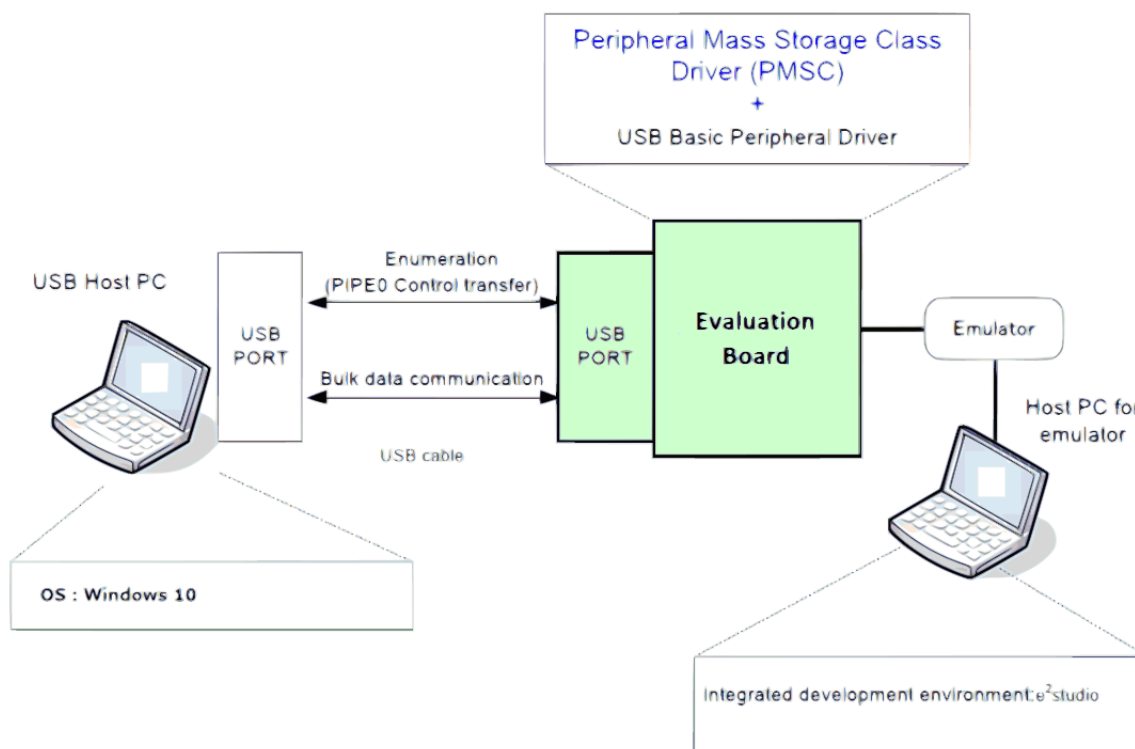 Peripheral Mass Storage Class
Driver (PMSC)
+
USB Basic Peripheral Driver
USB Host PC
USB
PORT
Enumeration
(PIPE0 Control transfer)
Bulk data communication
USB cable
USB
PORT
Evaluation
Board
Emulator
Host PC for
emulator
OS : Windows 10
Integrated development environment:e²studio